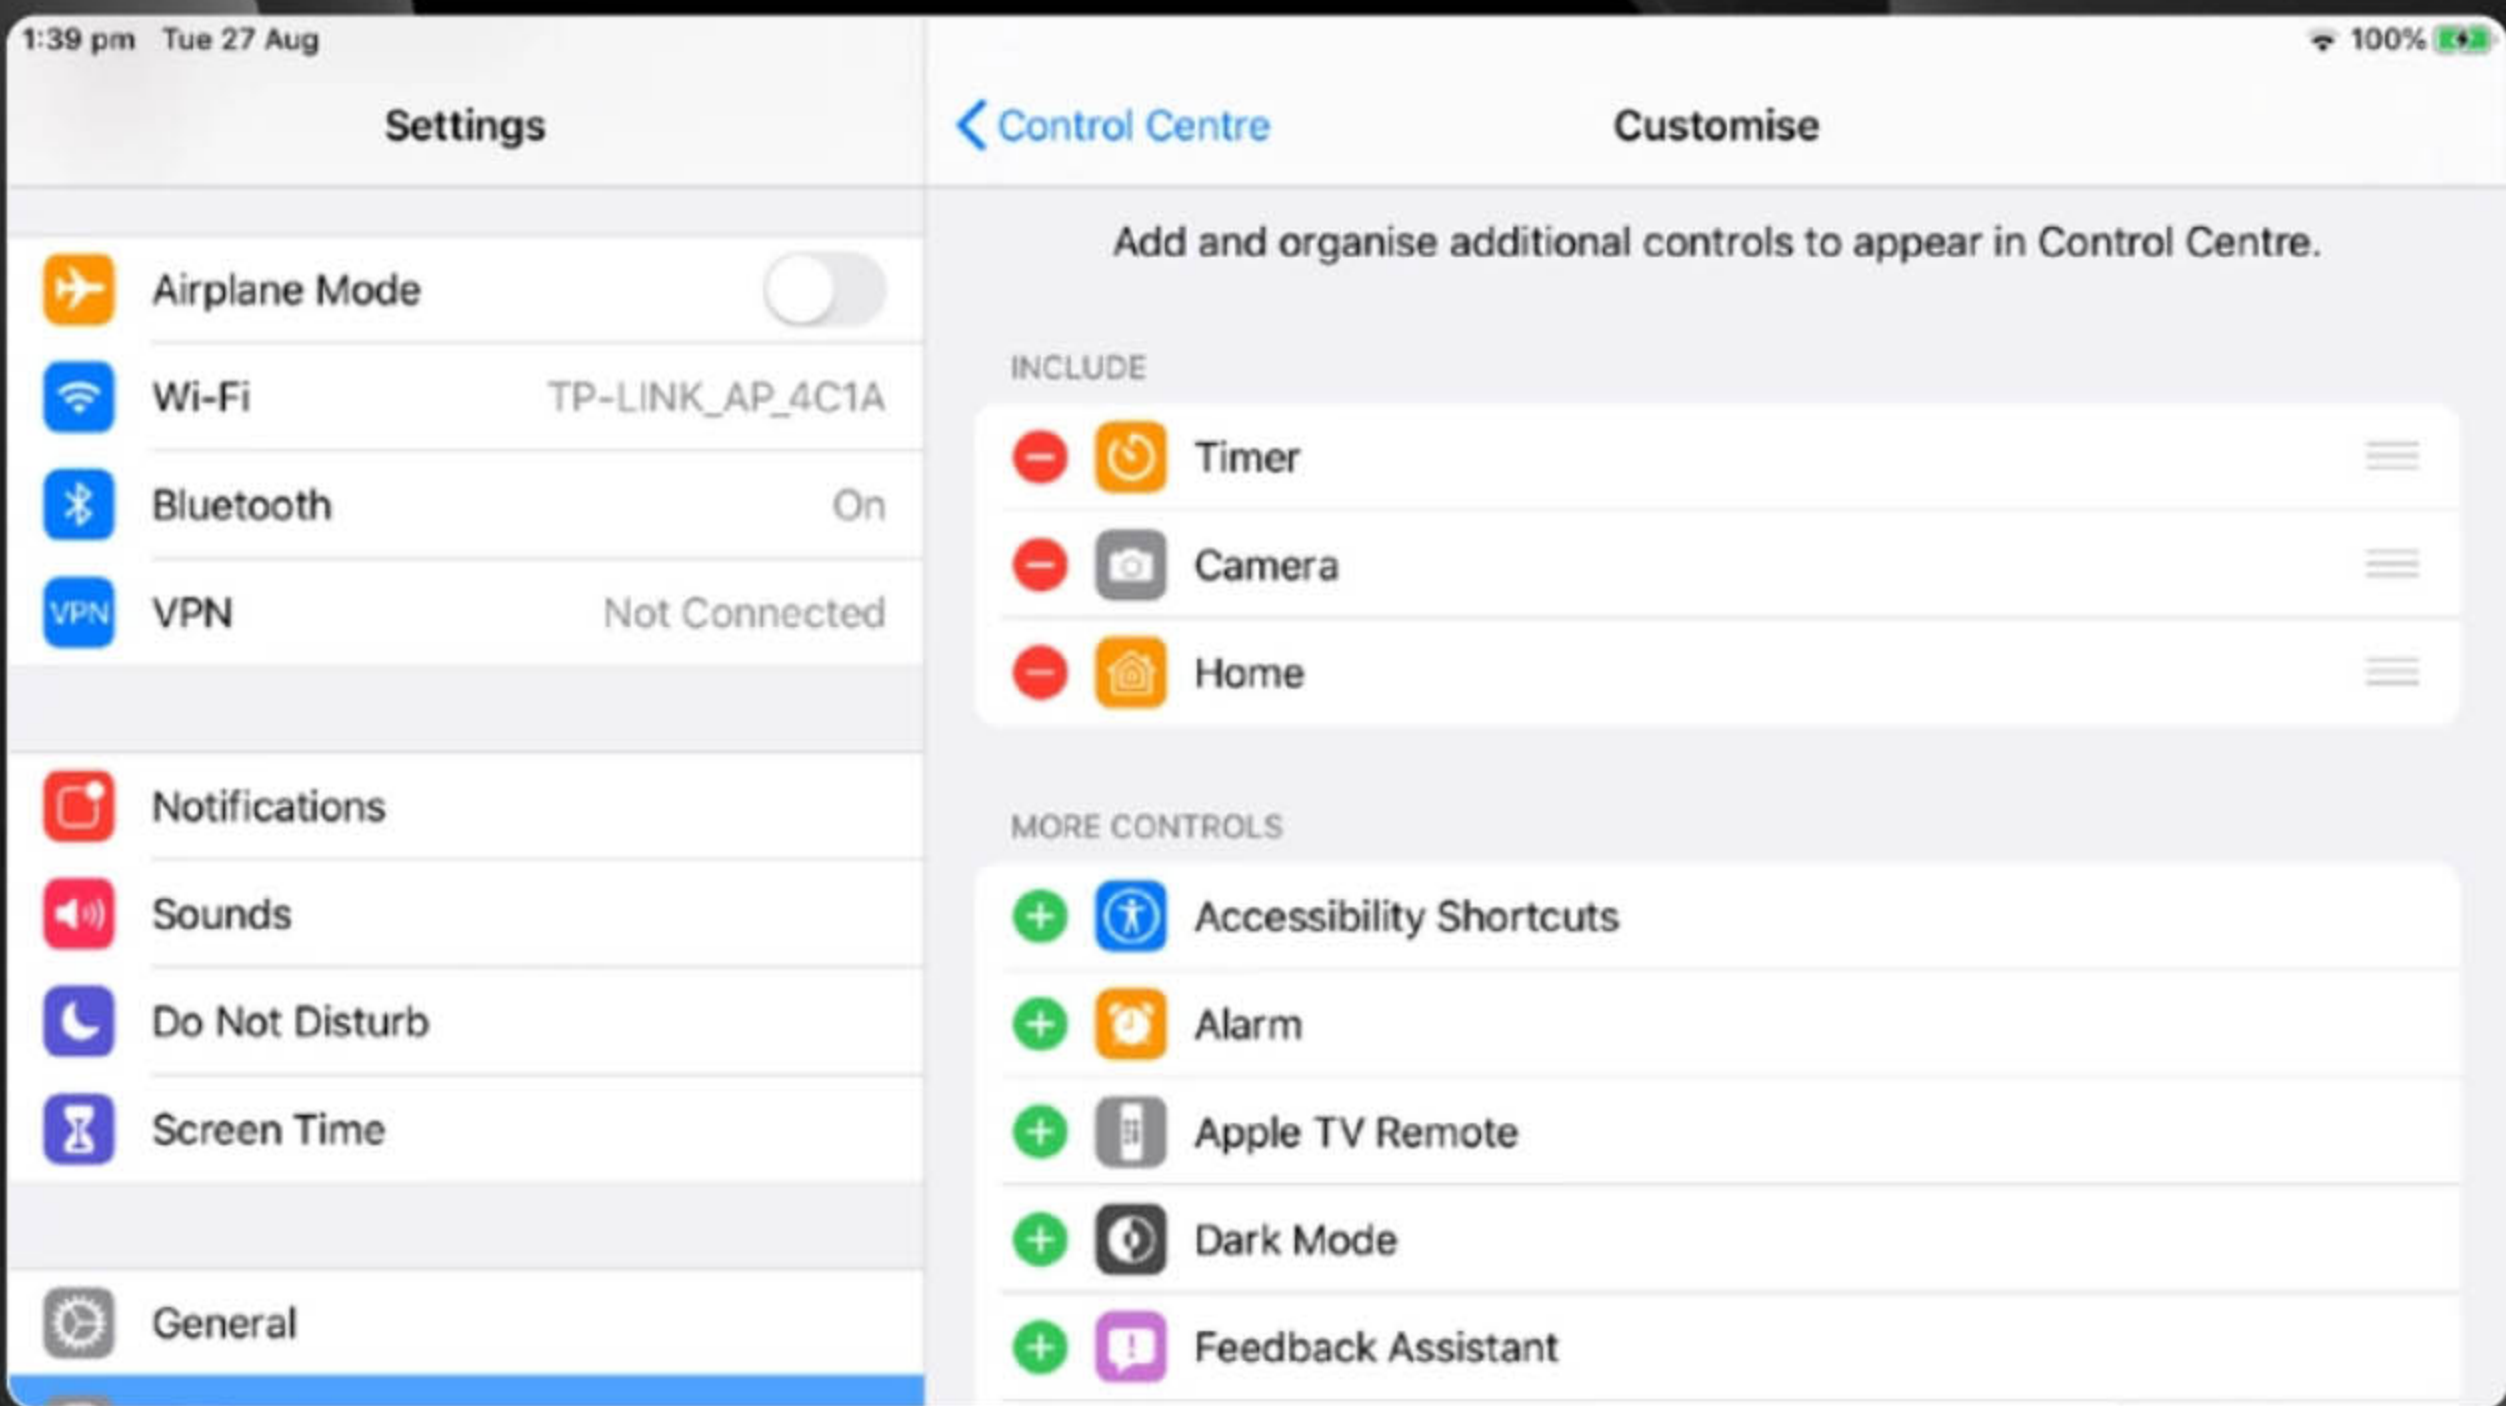 1:39 pm Tue 27 Aug
100%
Settings
Airplane Mode
Wi-Fi TP-LINK_AP_4C1A
Bluetooth On
VPN VPN Not Connected
Notifications
Sounds
Do Not Disturb
Screen Time
General
Control Centre Customise
Add and organise additional controls to appear in Control Centre.
INCLUDE
Timer
Camera
Home
MORE CONTROLS
Accessibility Shortcuts
Alarm
Apple TV Remote
Dark Mode
Feedback Assistant